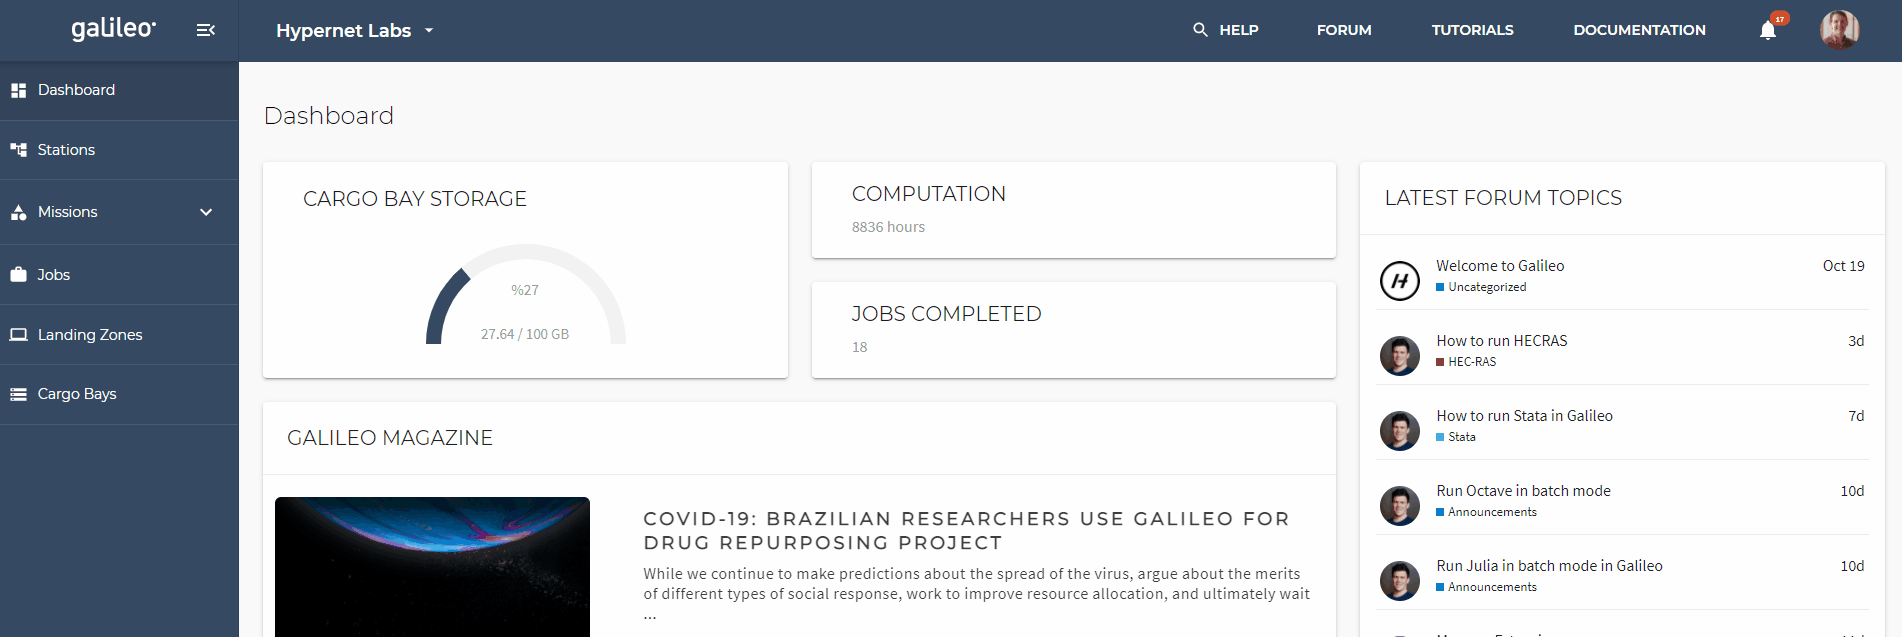 galileo
Hypernet Labs
HELP
FORUM
TUTORIALS
DOCUMENTATION
17
Dashboard
Stations
Missions
Jobs
Landing Zones
Cargo Bays
Dashboard
CARGO BAY STORAGE
%27
27.64 / 100 GB
COMPUTATION
8836 hours
JOBS COMPLETED
18
GALILEO MAGAZINE
COVID-19: BRAZILIAN RESEARCHERS USE GALILEO FOR
DRUG REPURPOSING PROJECT
While we continue to make predictions about the spread of the virus, argue about the merits
of different types of social response, work to improve resource allocation, and ultimately wait
...
LATEST FORUM TOPICS
H
Welcome to Galileo
Oct 19
Uncategorized
How to run HECRAS
3d
HEC-RAS
How to run Stata in Galileo
7d
Stata
Run Octave in batch mode
10d
Announcements
Run Julia in batch mode in Galileo
10d
Announcements